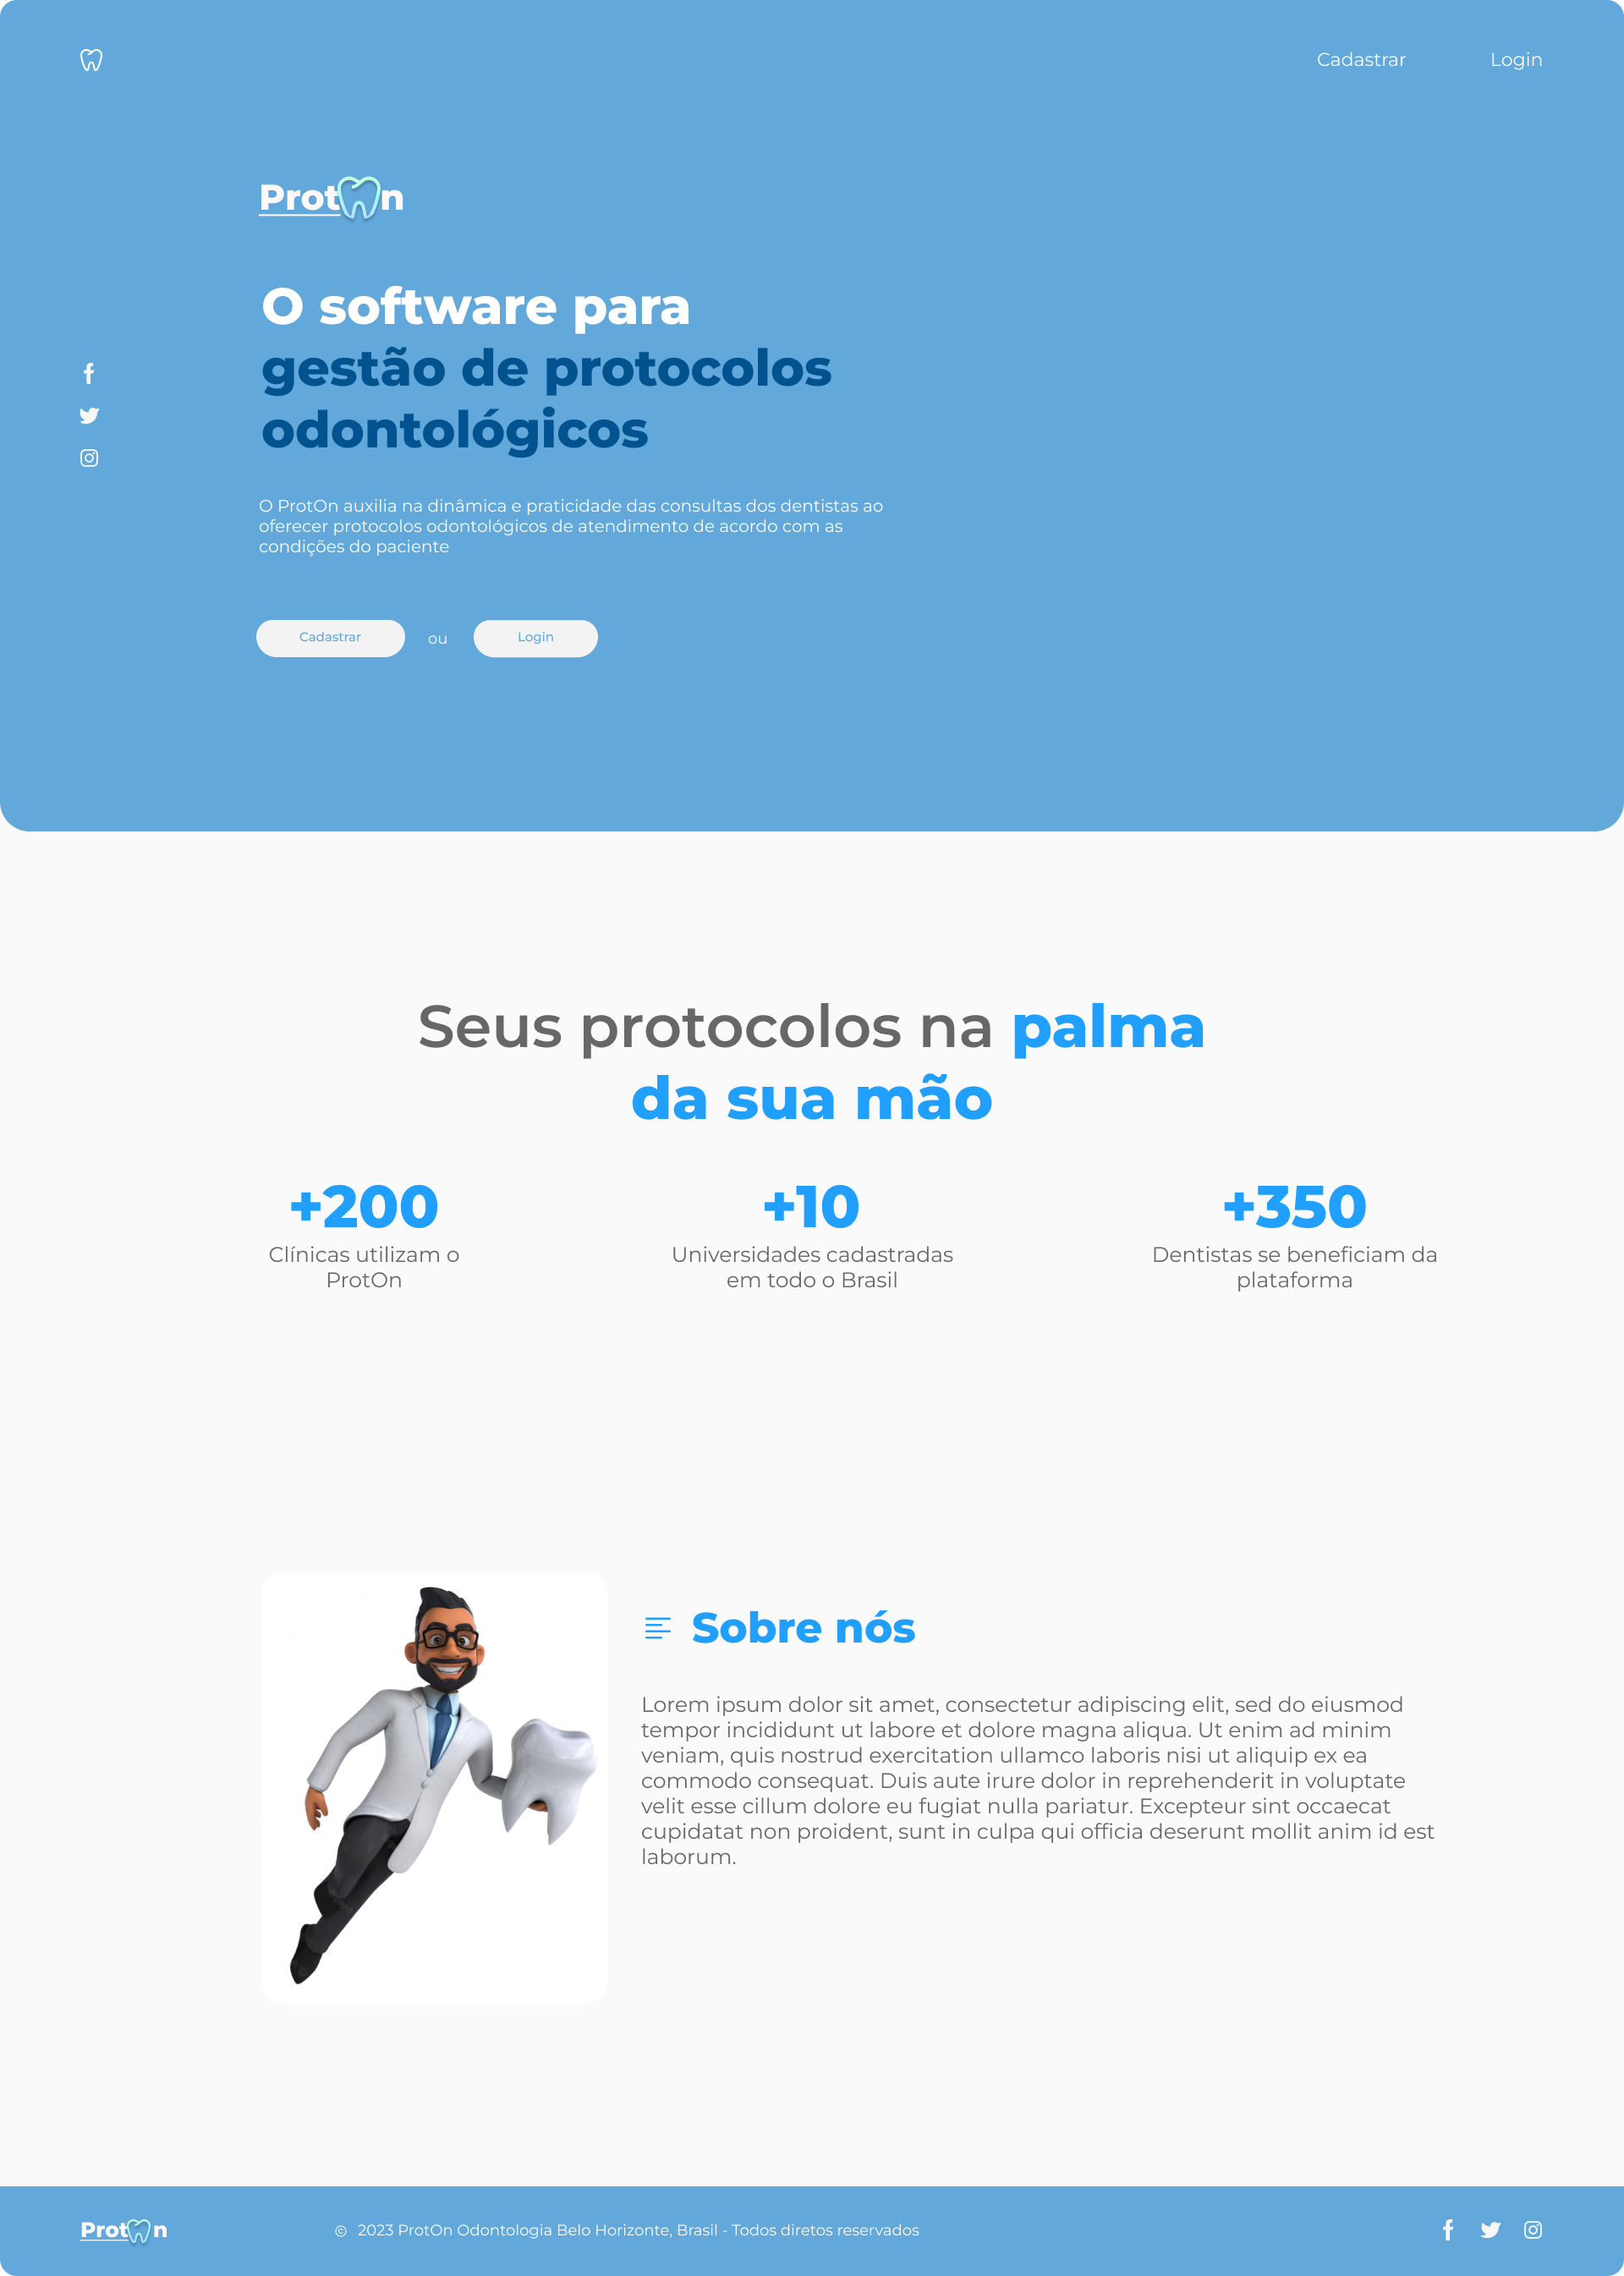 Cadastrar
Login
ProtOn
O software para
gestão de protocolos
odontológicos
O ProtOn auxilia na dinâmica e praticidade das consultas dos dentistas ao
oferecer protocolos odontológicos de atendimento de acordo com as
condições do paciente
Cadastrar
ou
Login
Seus protocolos na palma
da sua mão
+200
Clínicas utilizam o
ProtOn
+10
Universidades cadastradas
em todo o Brasil
+350
Dentistas se beneficiam da
plataforma
Sobre nós
Lorem ipsum dolor sit amet, consectetur adipiscing elit, sed do eiusmod
tempor incididunt ut labore et dolore magna aliqua. Ut enim ad minim
veniam, quis nostrud exercitation ullamco laboris nisi ut aliquip ex ea
commodo consequat. Duis aute irure dolor in reprehenderit in voluptate
velit esse cillum dolore eu fugiat nulla pariatur. Excepteur sint occaecat
cupidatat non proident, sunt in culpa qui officia deserunt mollit anim id est
laborum.
ProtOn
© 2023 ProtOn Odontologia Belo Horizonte, Brasil - Todos diretos reservados